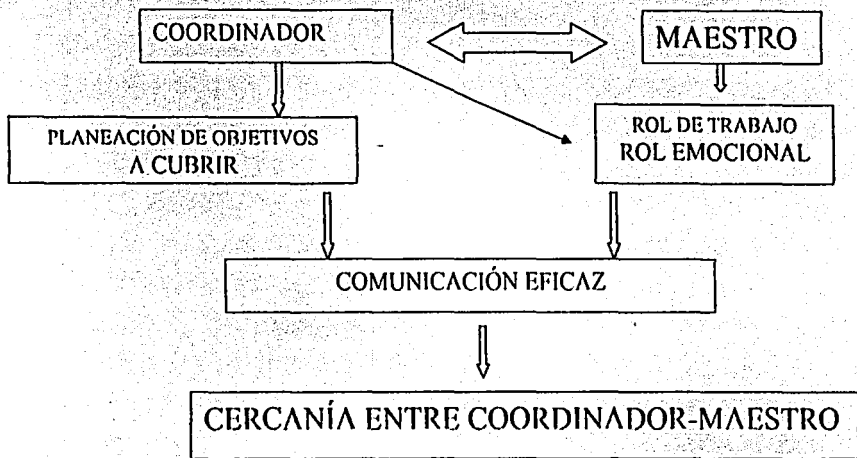 COORDINADOR
MAESTRO
PLANEACIÓN DE OBJETIVOS
A CUBRIR
ROL DE TRABAJO
ROL EMOCIONAL
COMUNICACIÓN EFICAZ
CERCANÍA ENTRE COORDINADOR-MAESTRO